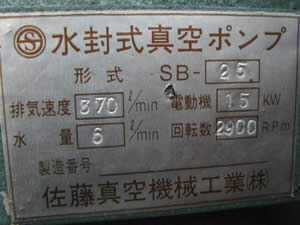 水封式真空ポンプ
形式 SB- 25
排気速度 370 ℓ/min 電動機 15 KW
水量 6 ℓ/min 回転数 2900 R.P.m
製造番号
佐藤真空機械工業(株)